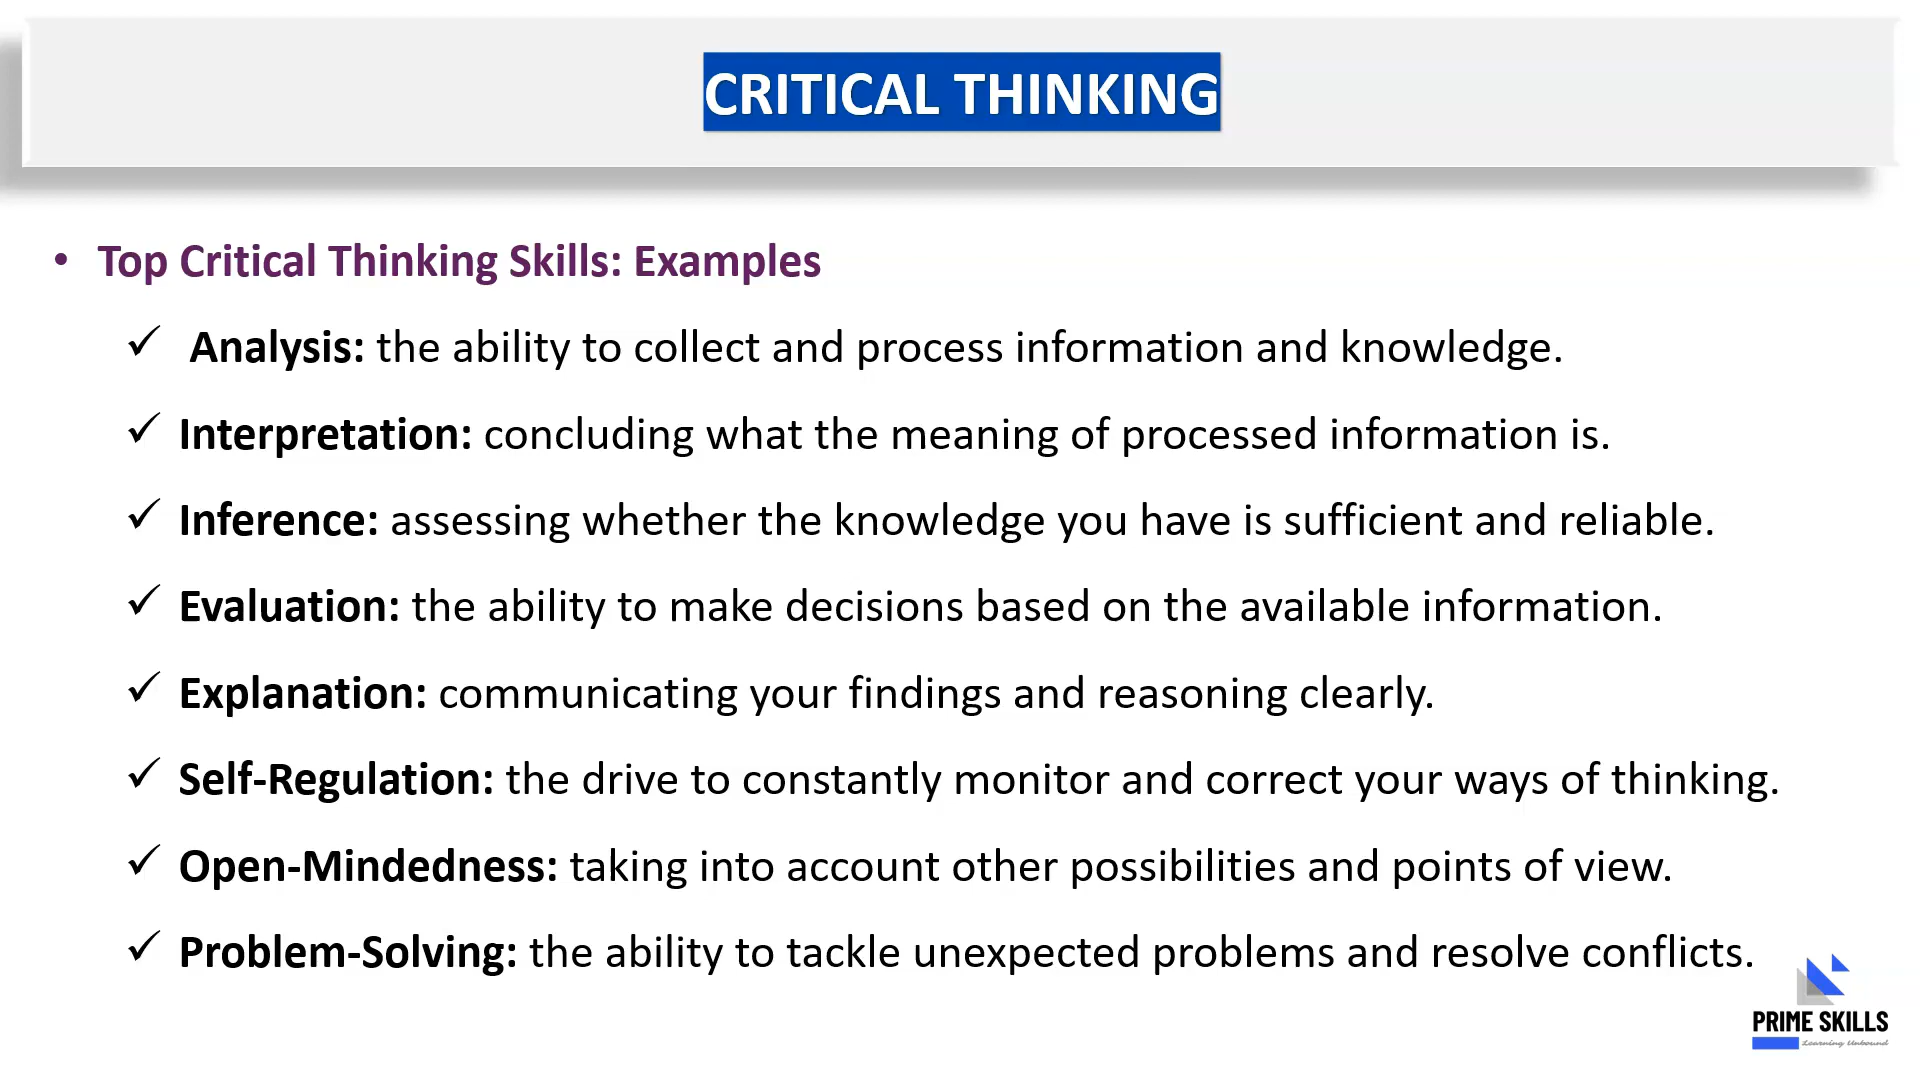 CRITICAL THINKING
• Top Critical Thinking Skills: Examples
✓ Analysis: the ability to collect and process information and knowledge.
✓ Interpretation: concluding what the meaning of processed information is.
✓ Inference: assessing whether the knowledge you have is sufficient and reliable.
✓ Evaluation: the ability to make decisions based on the available information.
✓ Explanation: communicating your findings and reasoning clearly.
✓ Self-Regulation: the drive to constantly monitor and correct your ways of thinking.
✓ Open-Mindedness: taking into account other possibilities and points of view.
✓ Problem-Solving: the ability to tackle unexpected problems and resolve conflicts.
PRIME SKILLS
Learning Unbound